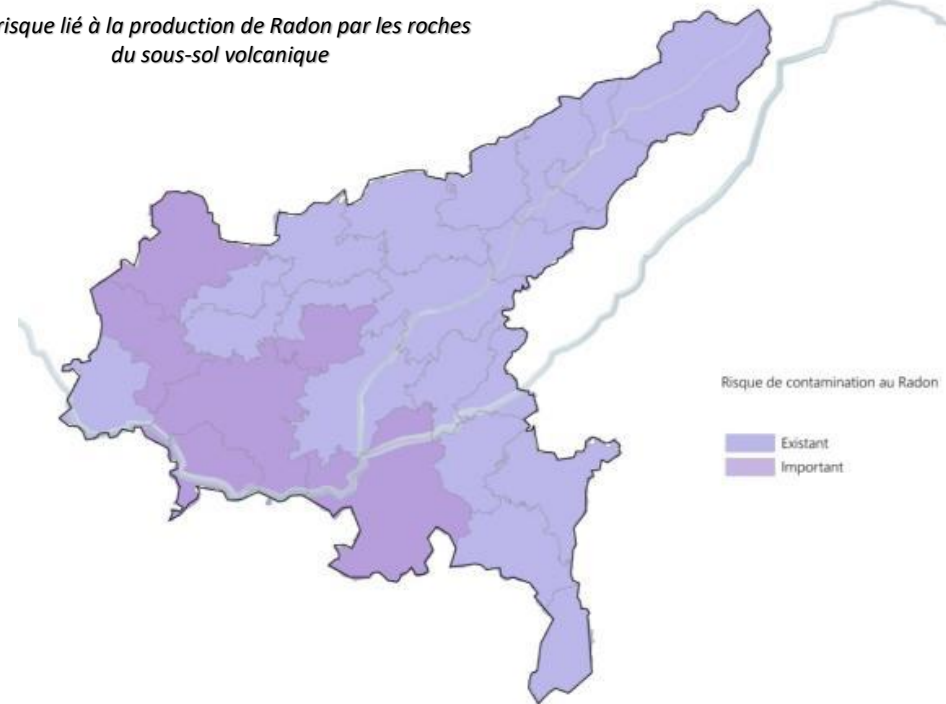 risque lié à la production de Radon par les roches
du sous-sol volcanique
Risque de contamination au Radon
Existant
Important